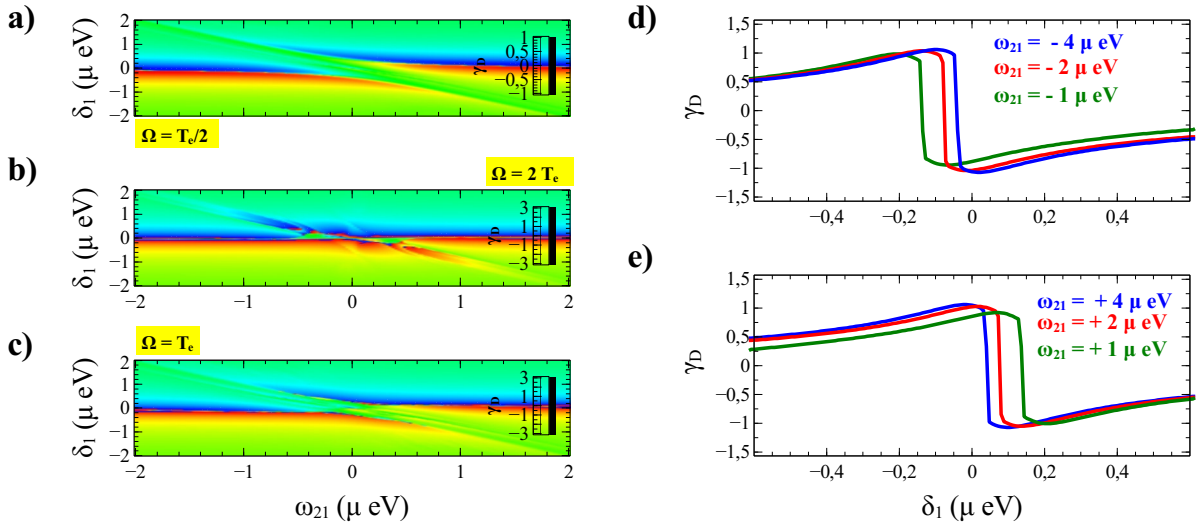 a)
δ₁ (μ eV)
2
1
0
−1
−2
1
0,5
0
−0,5
−1
γ_D
Ω = Tₑ/2
Ω = 2 Tₑ
b)
δ₁ (μ eV)
2
1
0
−1
−2
3
1
−1
−3
γ_D
−2
−1
0
1
2
Ω = Tₑ
c)
δ₁ (μ eV)
2
1
0
−1
−2
3
1
−1
−3
γ_D
−2
−1
0
1
2
ω₂₁ (μ eV)
d)
γ_D
1,5
1
0,5
0
−0,5
−1
−1,5
ω₂₁ = - 4 μ eV
ω₂₁ = - 2 μ eV
ω₂₁ = - 1 μ eV
−0,4
−0,2
0
0,2
0,4
e)
γ_D
1,5
1
0,5
0
−0,5
−1
−1,5
ω₂₁ = + 4 μ eV
ω₂₁ = + 2 μ eV
ω₂₁ = + 1 μ eV
−0,4
−0,2
0
0,2
0,4
δ₁ (μ eV)